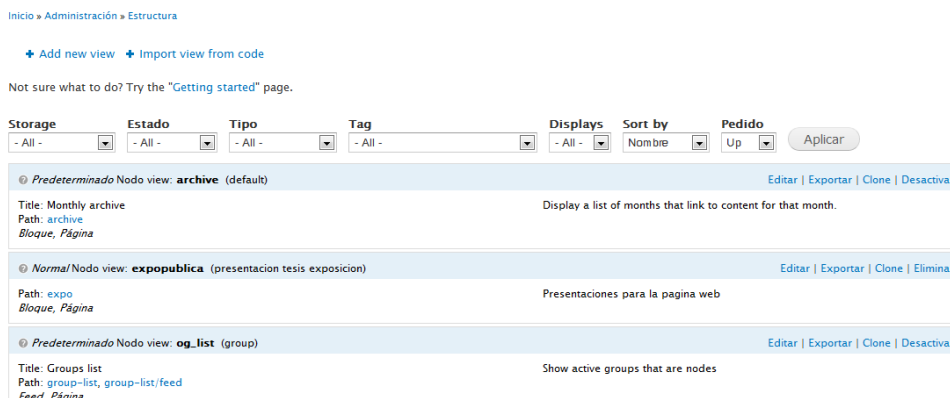 Inicio » Administración » Estructura
+ Add new view + Import view from code
Not sure what to do? Try the "Getting started" page.
Storage Estado Tipo Tag Displays Sort by Pedido
- All - - All - - All - - All - - All - Nombre Up Aplicar
Predeterminado Nodo view: archive (default) Editar | Exportar | Clone | Desactiva
Title: Monthly archive Display a list of months that link to content for that month.
Path: archive
Bloque, Página
Normal Nodo view: expopublica (presentacion tesis exposicion) Editar | Exportar | Clone | Elimina
Path: expo Presentaciones para la pagina web
Bloque, Página
Predeterminado Nodo view: og_list (group) Editar | Exportar | Clone | Desactiva
Title: Groups list Show active groups that are nodes
Path: group-list, group-list/feed
Feed, Página